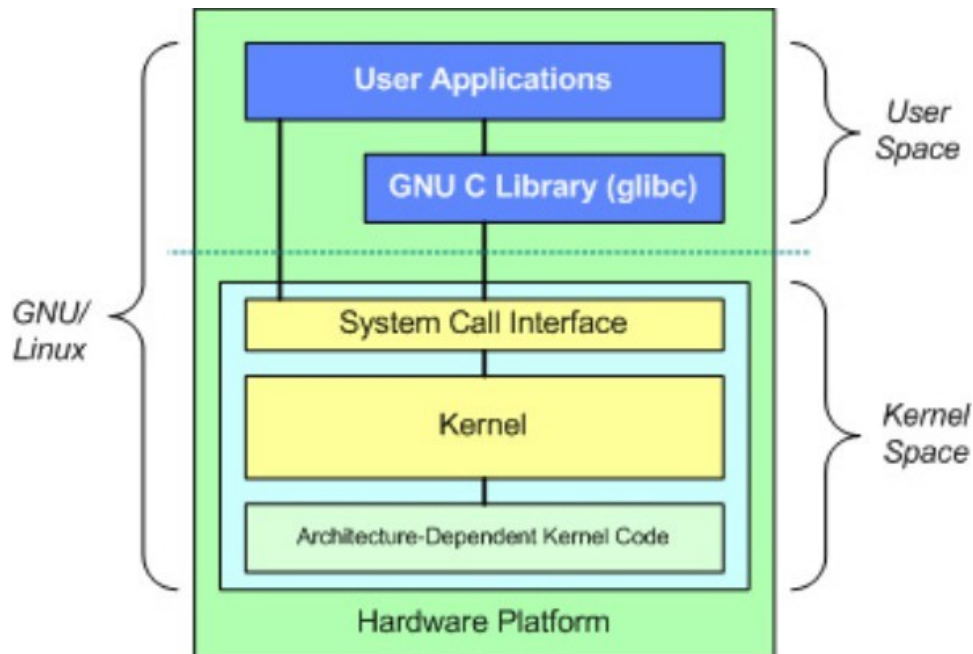 User Applications
User
Space
GNU C Library (glibc)
GNU/
Linux
System Call Interface
Kernel
Kernel
Space
Architecture-Dependent Kernel Code
Hardware Platform